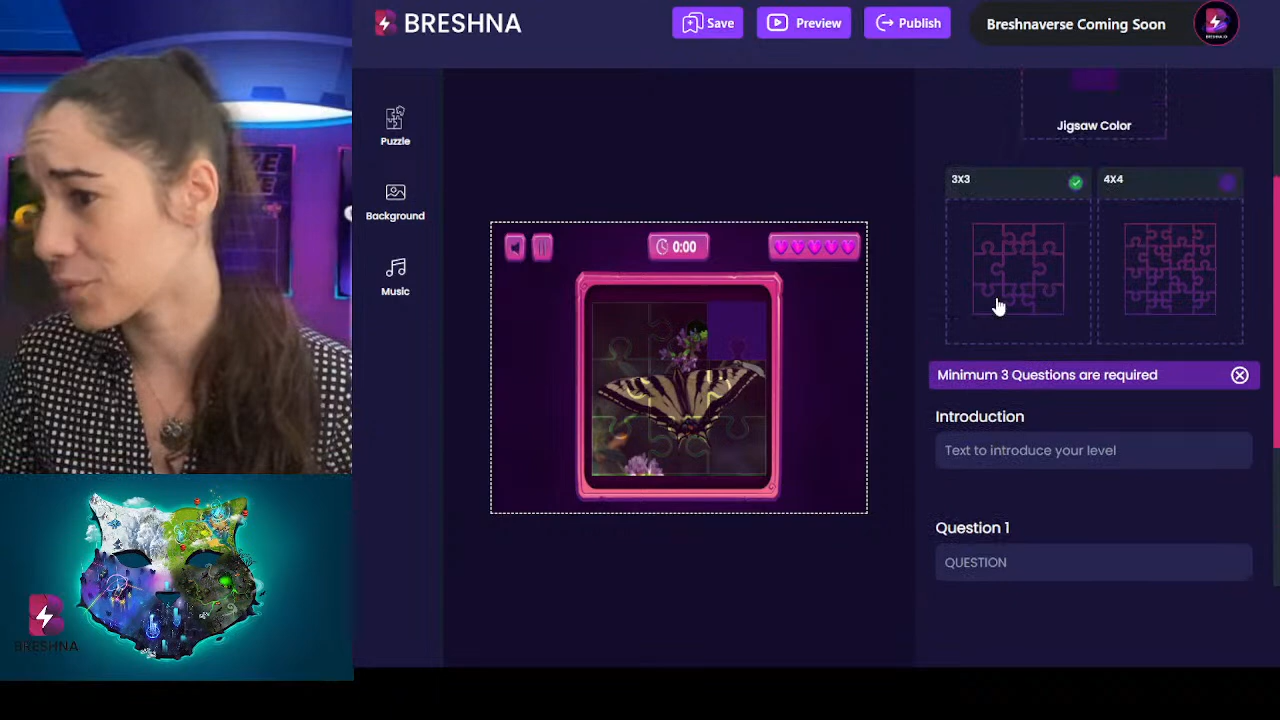 BRESHNA
Save
Preview
Publish
Breshnaverse Coming Soon
Puzzle
Background
Music
0:00
Jigsaw Color
3X3
4X4
Minimum 3 Questions are required
Introduction
Text to introduce your level
Question 1
QUESTION
BRESHNA